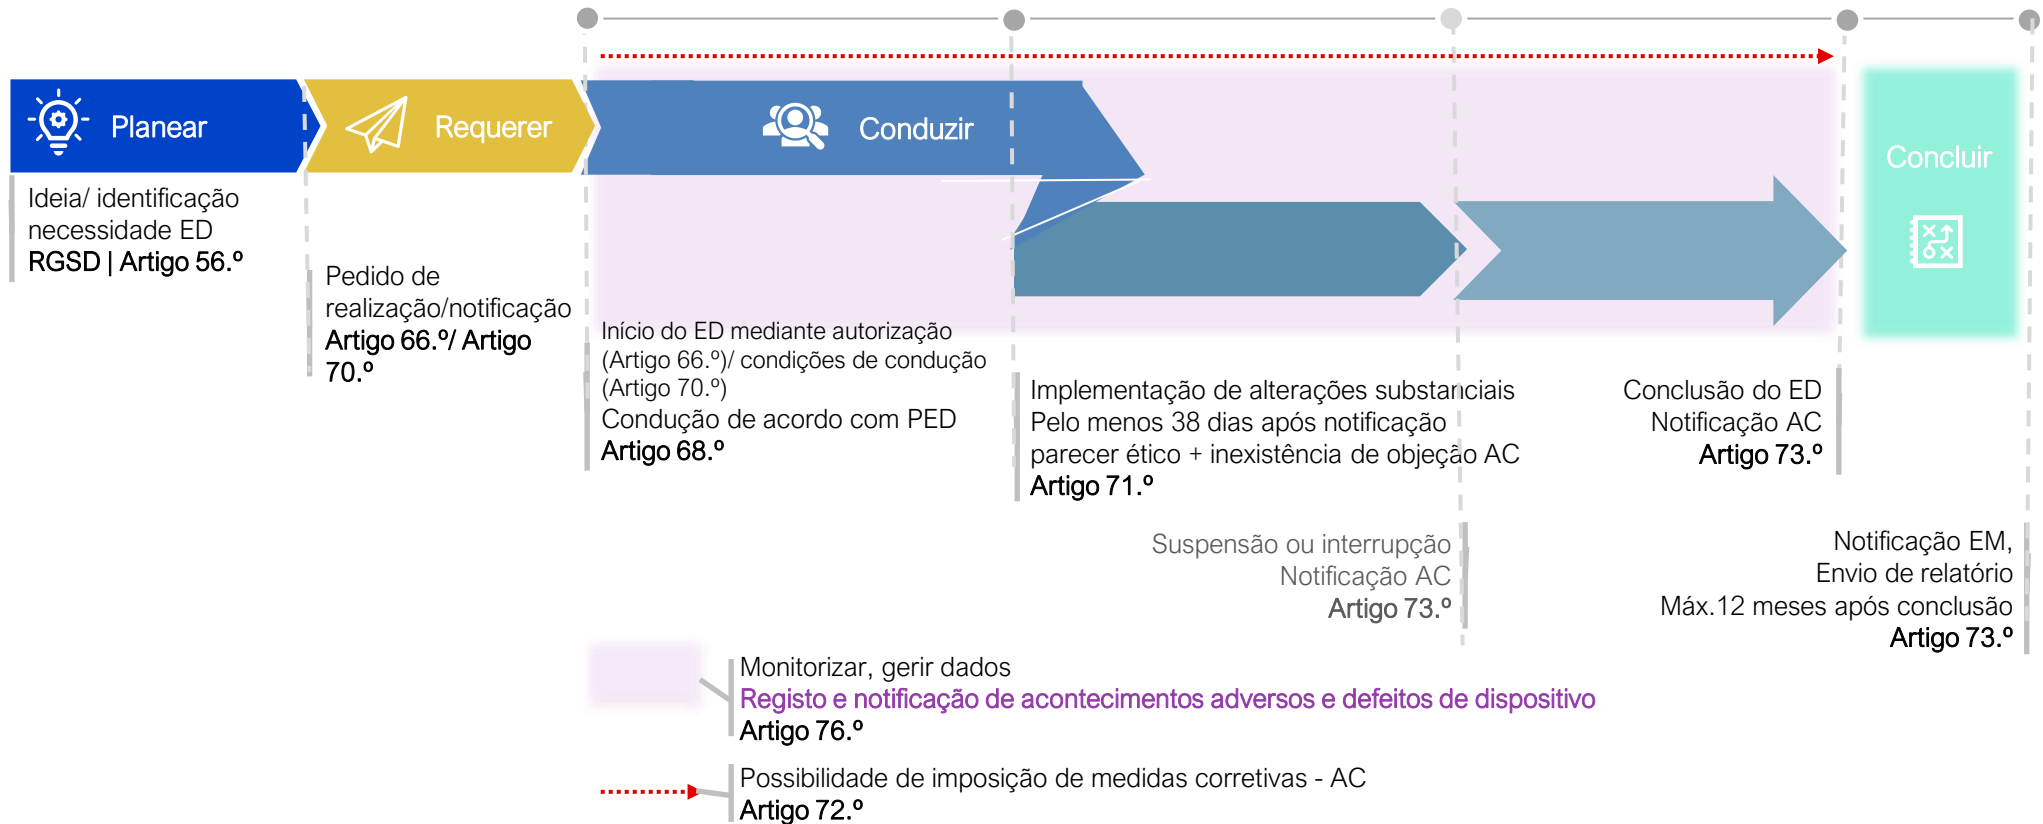 Planear
Requerer
Conduzir
Concluir
Ideia/ identificação
necessidade ED
RGSD | Artigo 56.º
Pedido de
realização/notificação
Artigo 66.º/ Artigo
70.º
Início do ED mediante autorização
(Artigo 66.º)/ condições de condução
(Artigo 70.º)
Condução de acordo com PED
Artigo 68.º
Implementação de alterações substanciais
Pelo menos 38 dias após notificação
parecer ético + inexistência de objeção AC
Artigo 71.º
Conclusão do ED
Notificação AC
Artigo 73.º
Suspensão ou interrupção
Notificação AC
Artigo 73.º
Notificação EM,
Envio de relatório
Máx.12 meses após conclusão
Artigo 73.º
Monitorizar, gerir dados
Registo e notificação de acontecimentos adversos e defeitos de dispositivo
Artigo 76.º
Possibilidade de imposição de medidas corretivas - AC
Artigo 72.º